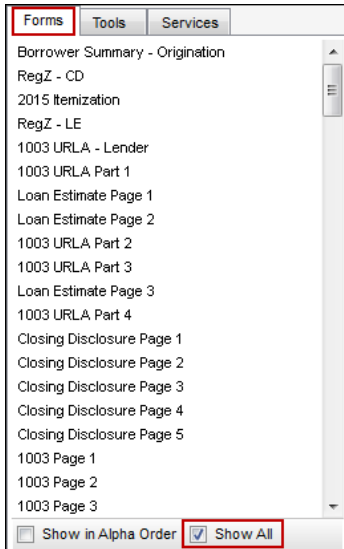 Forms Tools Services
Borrower Summary - Origination
RegZ - CD
2015 Itemization
RegZ - LE
1003 URLA - Lender
1003 URLA Part 1
Loan Estimate Page 1
Loan Estimate Page 2
1003 URLA Part 2
1003 URLA Part 3
Loan Estimate Page 3
1003 URLA Part 4
Closing Disclosure Page 1
Closing Disclosure Page 2
Closing Disclosure Page 3
Closing Disclosure Page 4
Closing Disclosure Page 5
1003 Page 1
1003 Page 2
1003 Page 3
Show in Alpha Order Show All